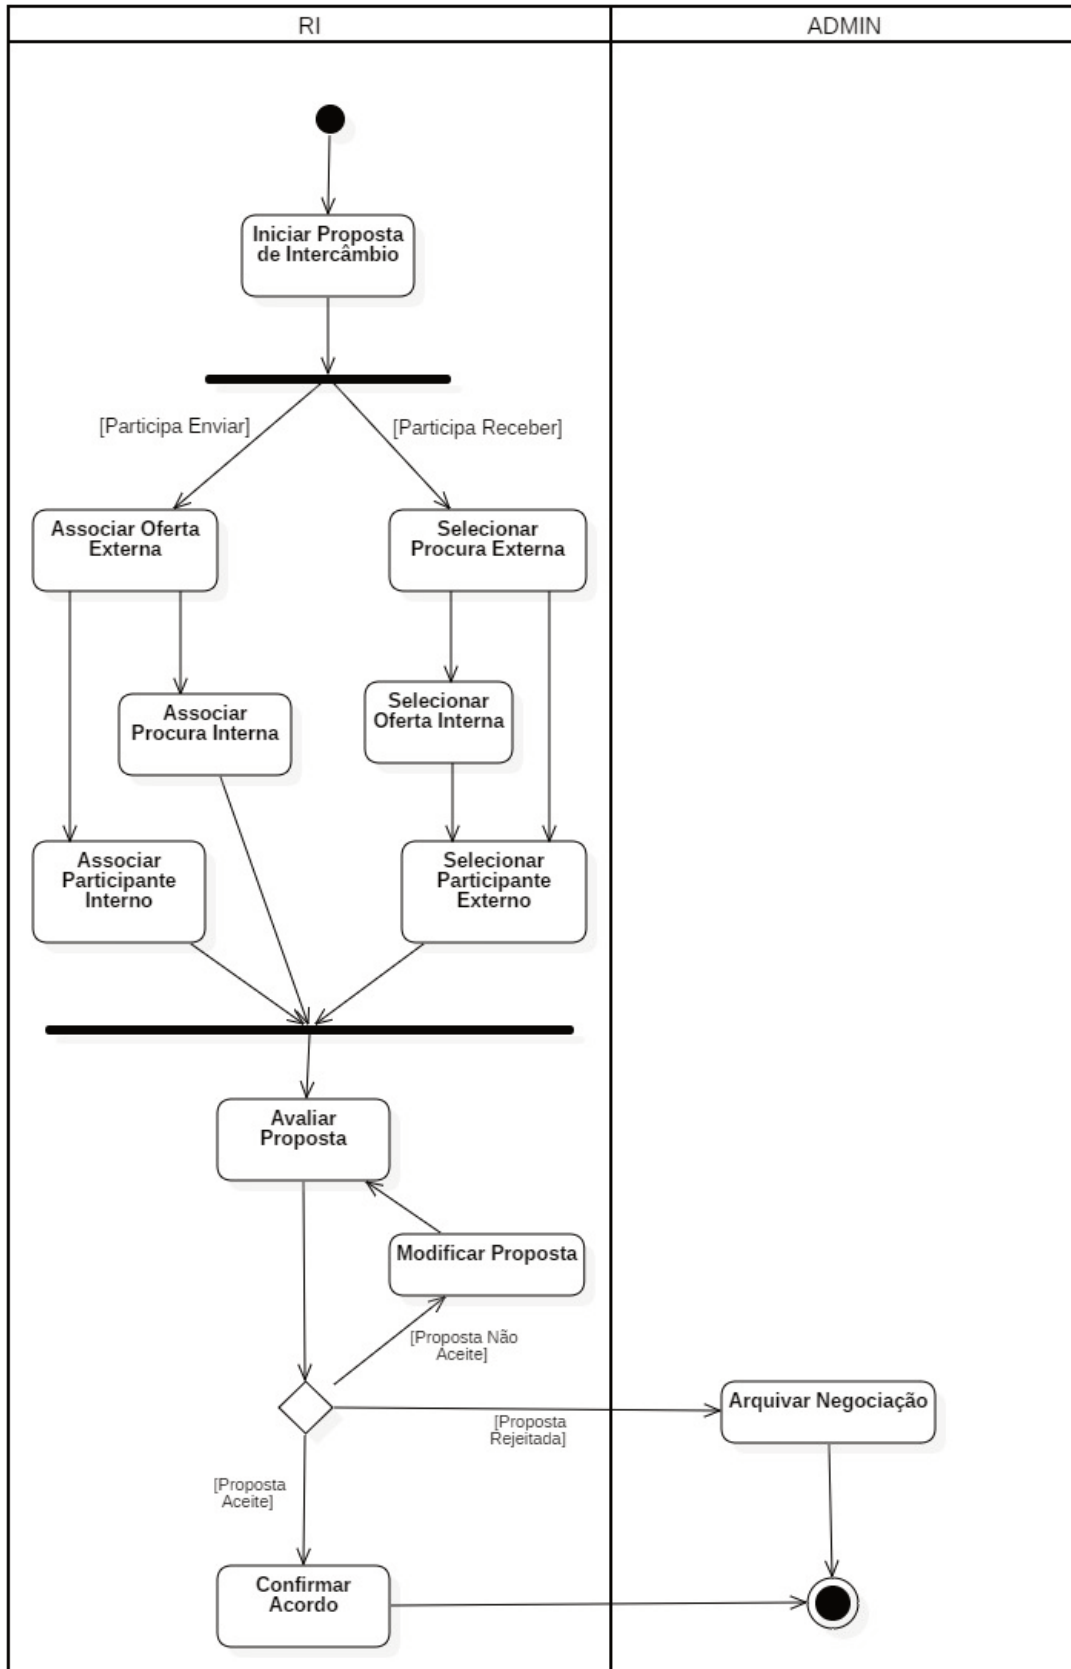 RI
ADMIN
Iniciar Proposta
de Intercâmbio
[Participa Enviar]
[Participa Receber]
Associar Oferta
Externa
Selecionar
Procura Externa
Associar
Procura Interna
Selecionar
Oferta Interna
Associar
Participante
Interno
Selecionar
Participante
Externo
Avaliar
Proposta
Modificar Proposta
[Proposta Não
Aceite]
Arquivar Negociação
[Proposta
Rejeitada]
[Proposta
Aceite]
Confirmar
Acordo